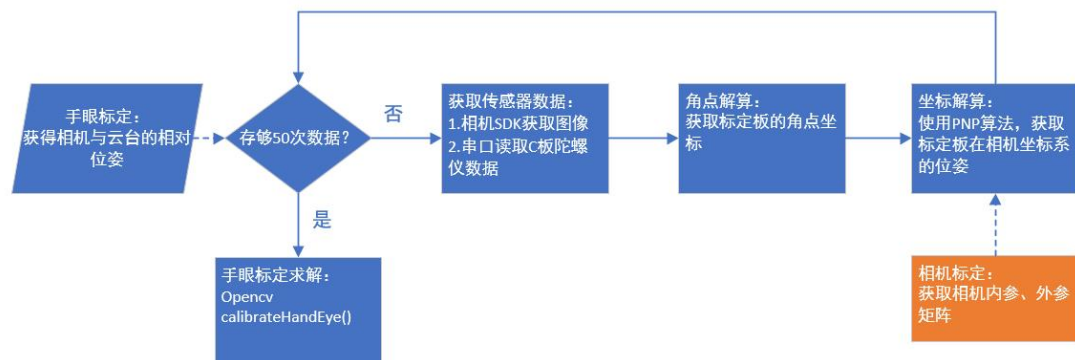 手眼标定：
获得相机与云台的相对
位姿
存够50次数据？
否
是
获取传感器数据：
1.相机SDK获取图像
2.串口读取C板陀螺
仪数据
角点解算：
获取标定板的角点坐
标
坐标解算：
使用PNP算法，获取
标定板在相机坐标系
的位姿
手眼标定求解：
Opencv
calibrateHandEye()
相机标定：
获取相机内参、外参
矩阵